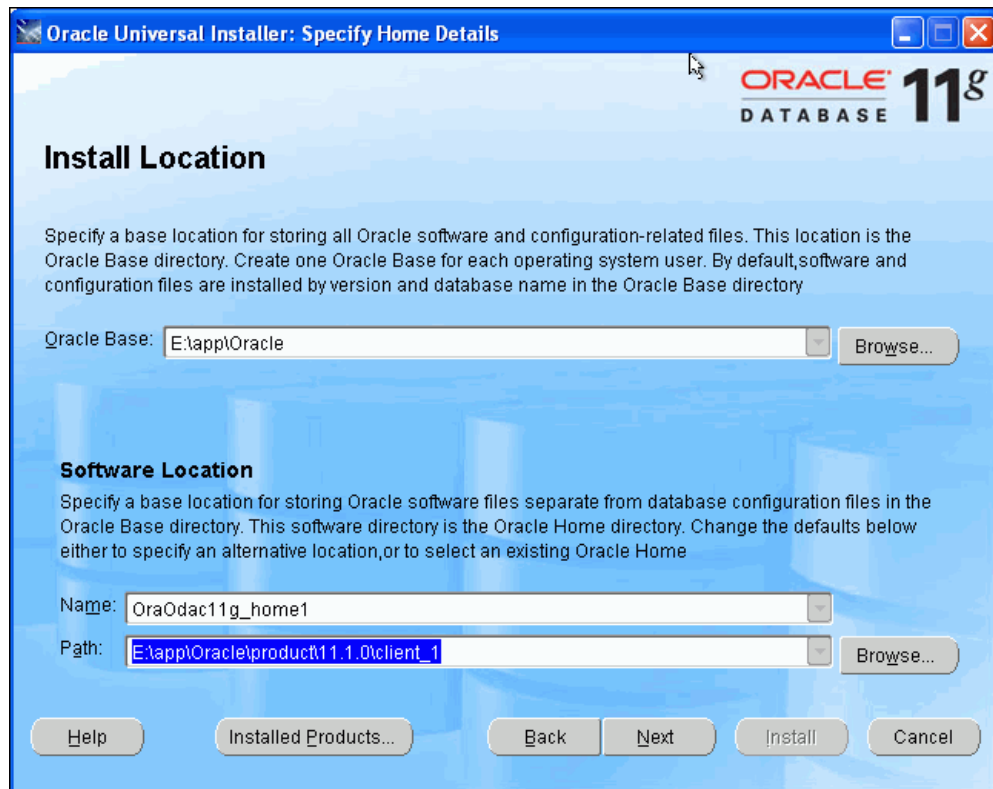 Oracle Universal Installer: Specify Home Details
ORACLE 11g
DATABASE
Install Location
Specify a base location for storing all Oracle software and configuration-related files. This location is the
Oracle Base directory. Create one Oracle Base for each operating system user. By default,software and
configuration files are installed by version and database name in the Oracle Base directory
Oracle Base: E:\app\Oracle Browse...
Software Location
Specify a base location for storing Oracle software files separate from database configuration files in the
Oracle Base directory. This software directory is the Oracle Home directory. Change the defaults below
either to specify an alternative location,or to select an existing Oracle Home
Name: OraOdac11g_home1
Path: E:\app\Oracle\product\11.1.0\client_1 Browse...
Help Installed Products... Back Next Install Cancel